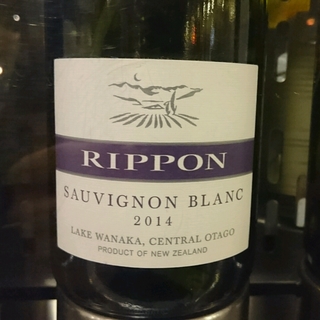 RIPPON
SAUVIGNON BLANC
2014
LAKE WANAKA, CENTRAL OTAGO
PRODUCT OF NEW ZEALAND